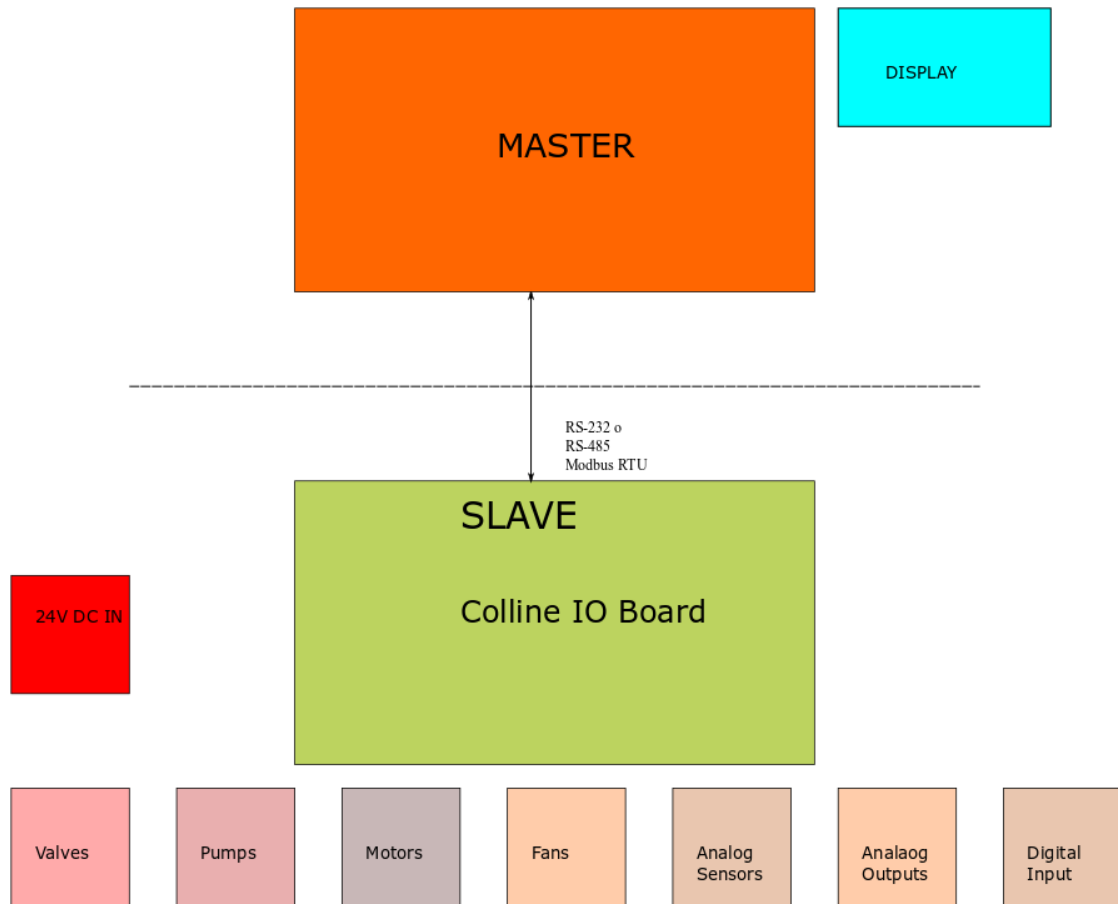 MASTER
DISPLAY
RS-232 o
RS-485
Modbus RTU
SLAVE
Colline IO Board
24V DC IN
Valves
Pumps
Motors
Fans
Analog
Sensors
Analaog
Outputs
Digital
Input